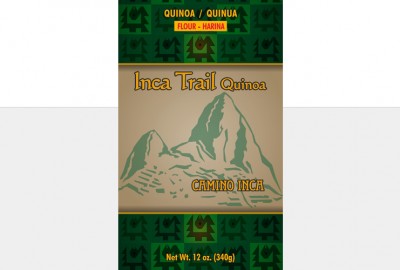 QUINOA / QUINUA
FLOUR - HARINA
Inca Trail Quinoa
CAMINO INCA
Net Wt. 12 oz. (340g)